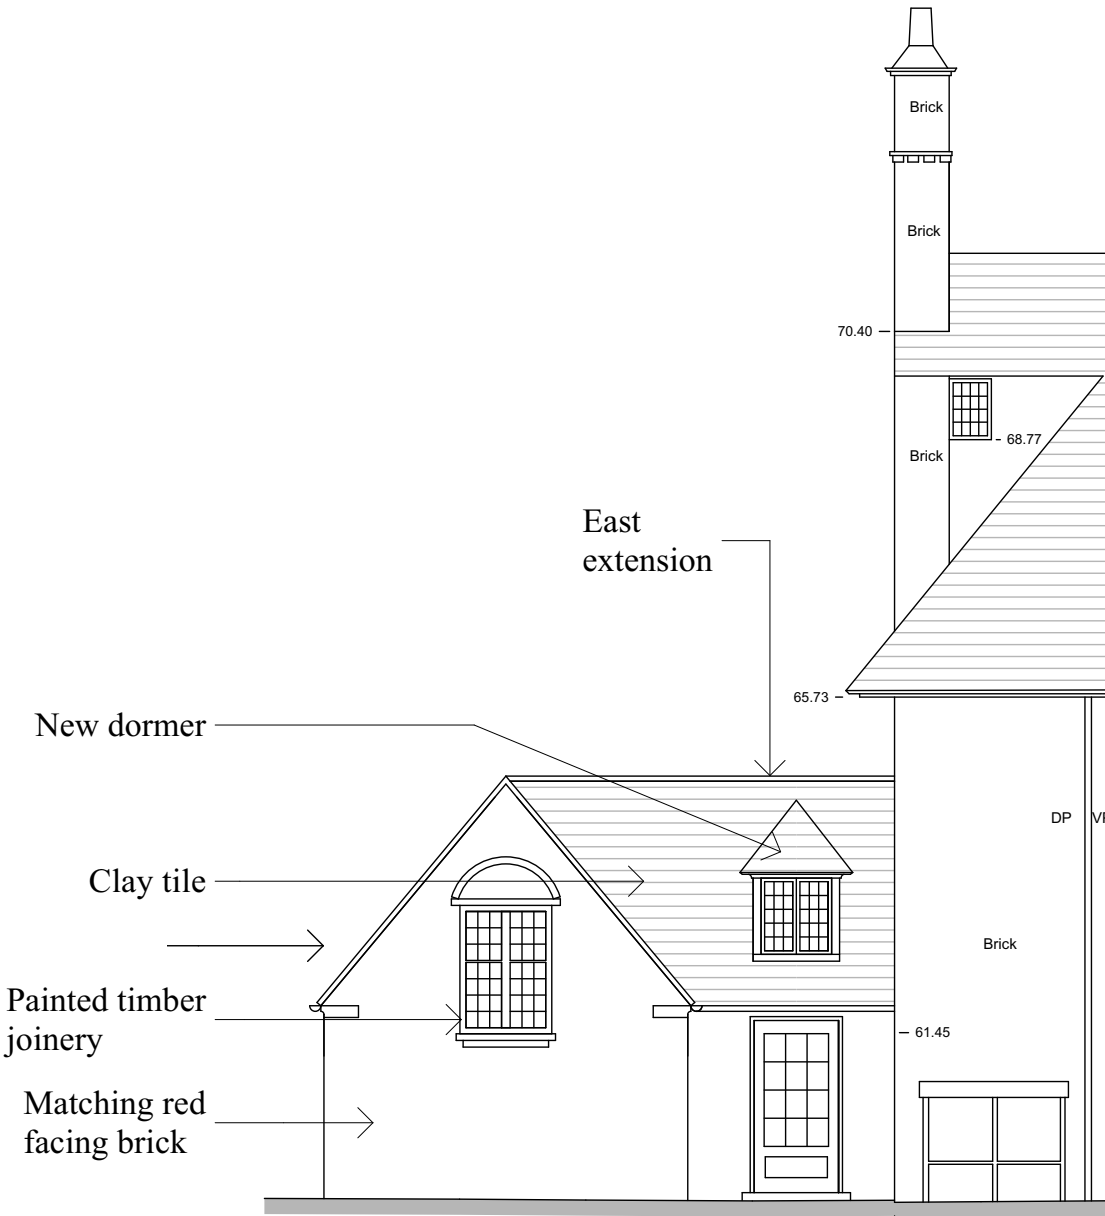 Brick
Brick
70.40
68.77
Brick
East
extension
65.73
New dormer
DP
Clay tile
Brick
Painted timber
joinery
61.45
Matching red
facing brick